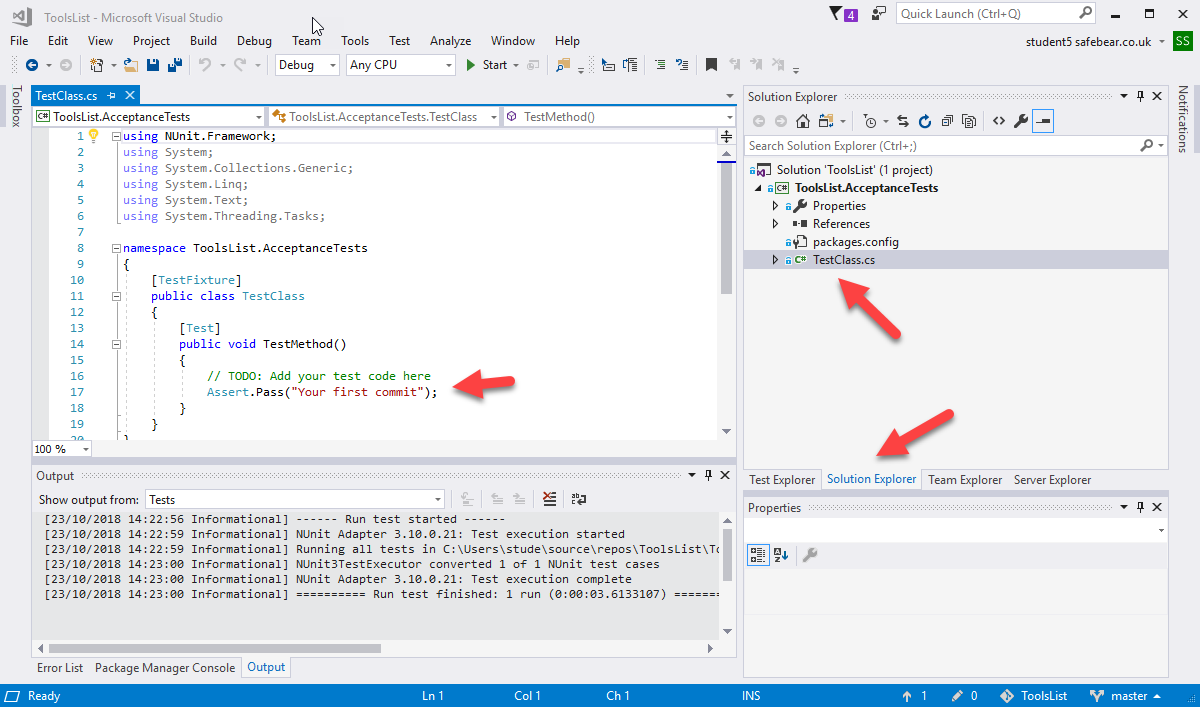 ToolsList - Microsoft Visual Studio
4
Quick Launch (Ctrl+Q)
File Edit View Project Build Debug Team Tools Test Analyze Window Help
student5 safebear.co.uk SS
Debug Any CPU Start
Toolbox
TestClass.cs
C# ToolsList.AcceptanceTests ToolsList.AcceptanceTests.TestClass TestMethod()
1 using NUnit.Framework;
2 using System;
3 using System.Collections.Generic;
4 using System.Linq;
5 using System.Text;
6 using System.Threading.Tasks;
7
8 namespace ToolsList.AcceptanceTests
9 {
10 [TestFixture]
11 public class TestClass
12 {
13 [Test]
14 public void TestMethod()
15 {
16 // TODO: Add your test code here
17 Assert.Pass("Your first commit");
18 }
19 }
20 }
100 %
Output
Show output from: Tests
[23/10/2018 14:22:56 Informational] ------ Run test started ------
[23/10/2018 14:22:59 Informational] NUnit Adapter 3.10.0.21: Test execution started
[23/10/2018 14:22:59 Informational] Running all tests in C:\Users\stude\source\repos\ToolsList\To
[23/10/2018 14:23:00 Informational] NUnit3TestExecutor converted 1 of 1 NUnit test cases
[23/10/2018 14:23:00 Informational] NUnit Adapter 3.10.0.21: Test execution complete
[23/10/2018 14:23:00 Informational] ========== Run test finished: 1 run (0:00:03.6133107) =======
Error List Package Manager Console Output
Solution Explorer
Search Solution Explorer (Ctrl+;)
Solution 'ToolsList' (1 project)
C# ToolsList.AcceptanceTests
Properties
References
packages.config
C# TestClass.cs
Test Explorer Solution Explorer Team Explorer Server Explorer
Properties
Notifications
Ready Ln 1 Col 1 Ch 1 INS 1 0 ToolsList master